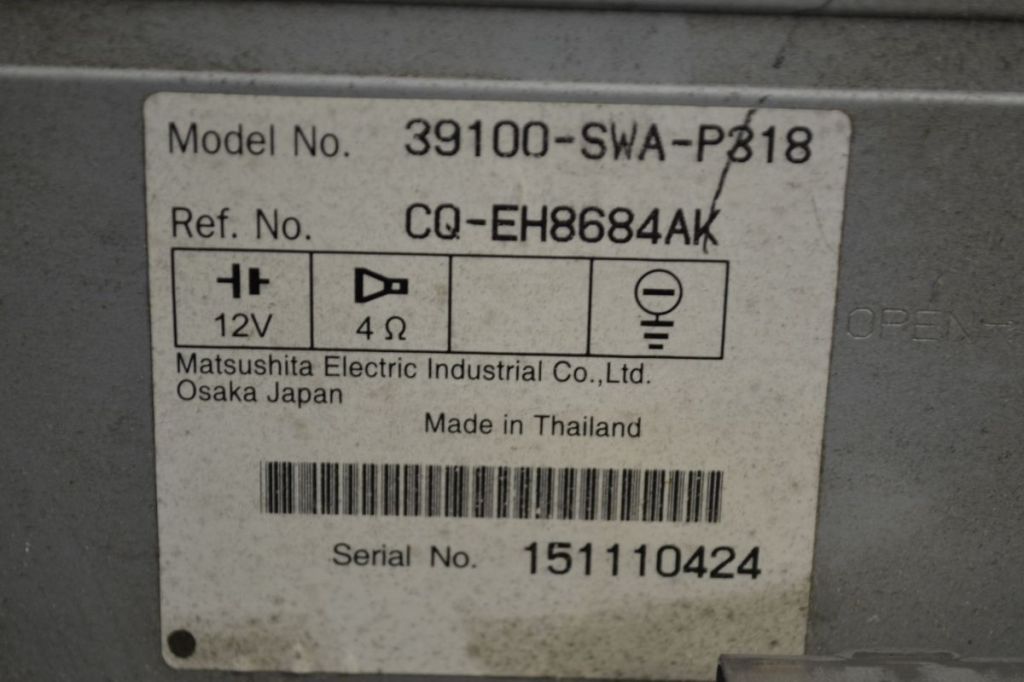 Model No. 39100-SWA-P318
Ref. No. CQ-EH8684AK
12V 4 Ω
Matsushita Electric Industrial Co.,Ltd.
Osaka Japan
OPEN→
Made in Thailand
Serial No. 151110424